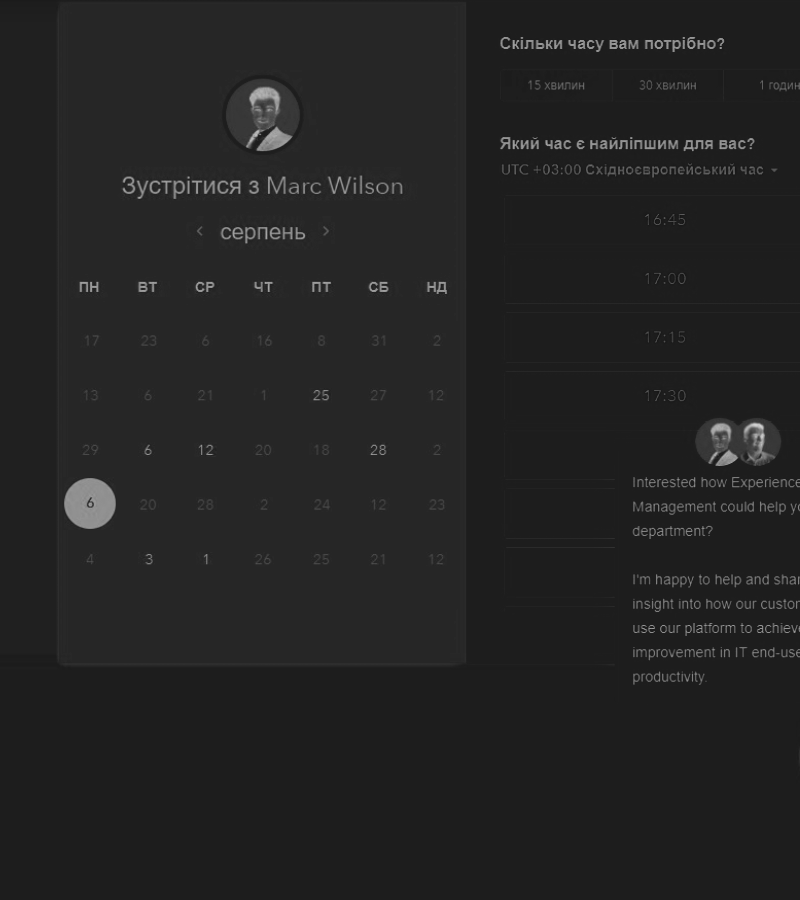 Зустрітися з Marc Wilson
серпень
ПН ВТ СР ЧТ ПТ СБ НД
17 23 6 16 8 31 2
13 6 21 1 25 27 12
29 6 12 20 18 28 2
6 20 28 2 24 12 23
4 3 1 26 25 21 12
Скільки часу вам потрібно?
15 хвилин 30 хвилин 1 годин
Який час є найліпшим для вас?
UTC +03:00 Східноєвропейський час
16:45
17:00
17:15
17:30
Interested how Experience
Management could help yo
department?
I'm happy to help and shar
insight into how our custor
use our platform to achieve
improvement in IT end-use
productivity.